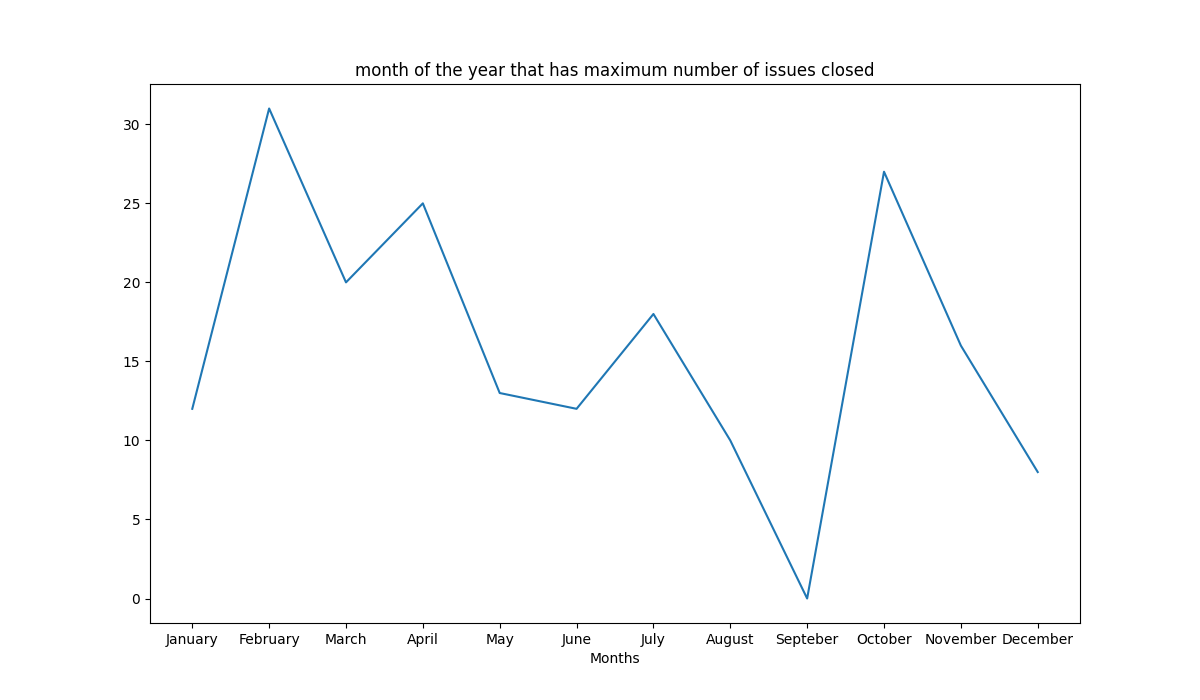 month of the year that has maximum number of issues closed
30
25
20
15
10
5
0
January February March April May June July August Septeber October November December
Months